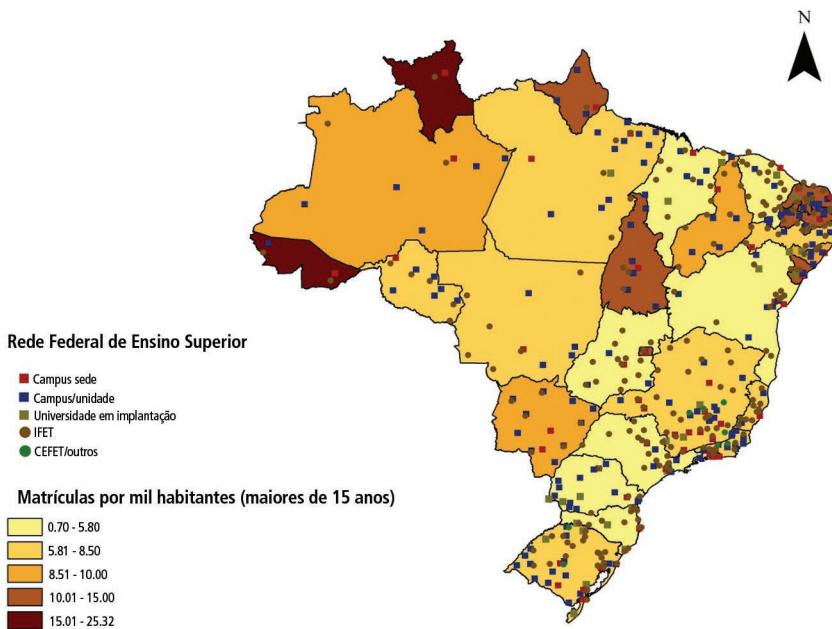 N
Rede Federal de Ensino Superior
Campus sede
Campus/unidade
Universidade em implantação
IFET
CEFET/outros
Matrículas por mil habitantes (maiores de 15 anos)
0.70 - 5.80
5.81 - 8.50
8.51 - 10.00
10.01 - 15.00
15.01 - 25.32